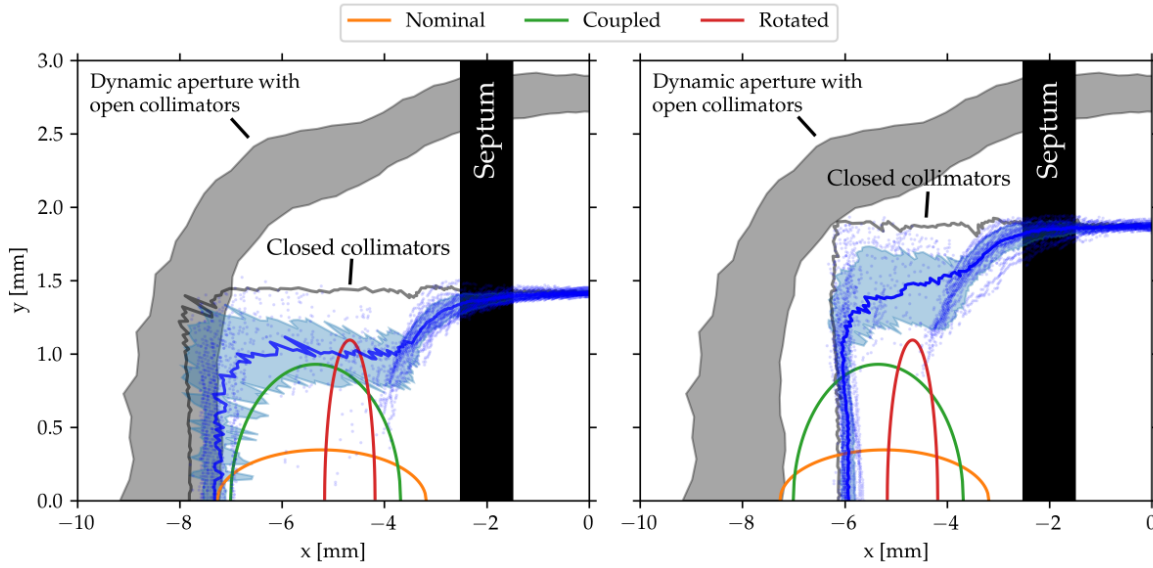 Nominal Coupled Rotated
3.0
2.5
2.0
1.5
1.0
0.5
0.0
y [mm]
Dynamic aperture with
open collimators
Septum
Closed collimators
−10 −8 −6 −4 −2 0
x [mm]
Dynamic aperture with
open collimators
Septum
Closed collimators
−10 −8 −6 −4 −2 0
x [mm]